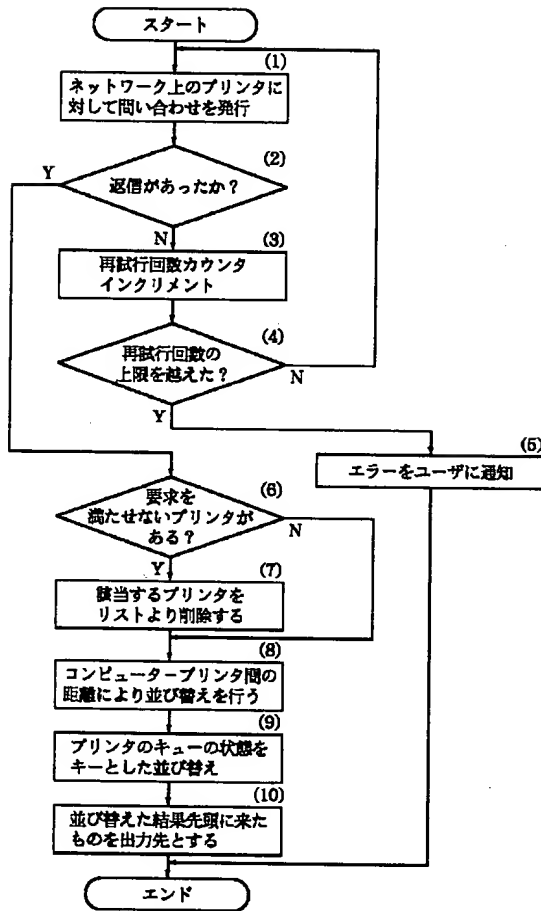 スタート
(1)
ネットワーク上のプリンタに
対して問い合わせを発行
(2)
Y
返信があったか？
N
(3)
再試行回数カウンタ
インクリメント
(4)
再試行回数の
上限を越えた？
N
Y
(5)
エラーをユーザに通知
(6)
要求を
満たせないプリンタが
ある？
N
Y
(7)
該当するプリンタを
リストより削除する
(8)
コンピュータープリンタ間の
距離により並び替えを行う
(9)
プリンタのキューの状態を
キーとした並び替え
(10)
並び替えた結果先頭に来た
ものを出力先とする
エンド